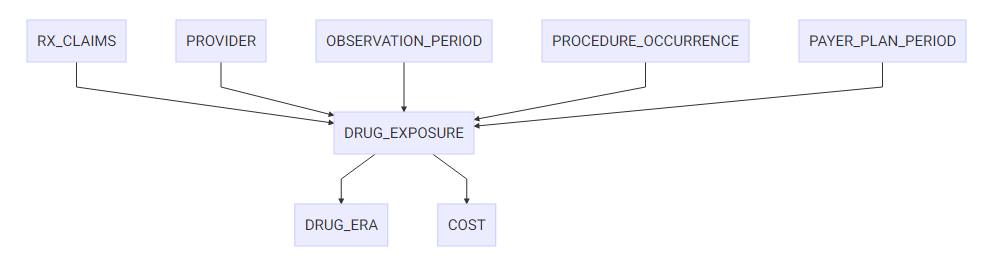 RX_CLAIMS
PROVIDER
OBSERVATION_PERIOD
PROCEDURE_OCCURRENCE
PAYER_PLAN_PERIOD
DRUG_EXPOSURE
DRUG_ERA
COST